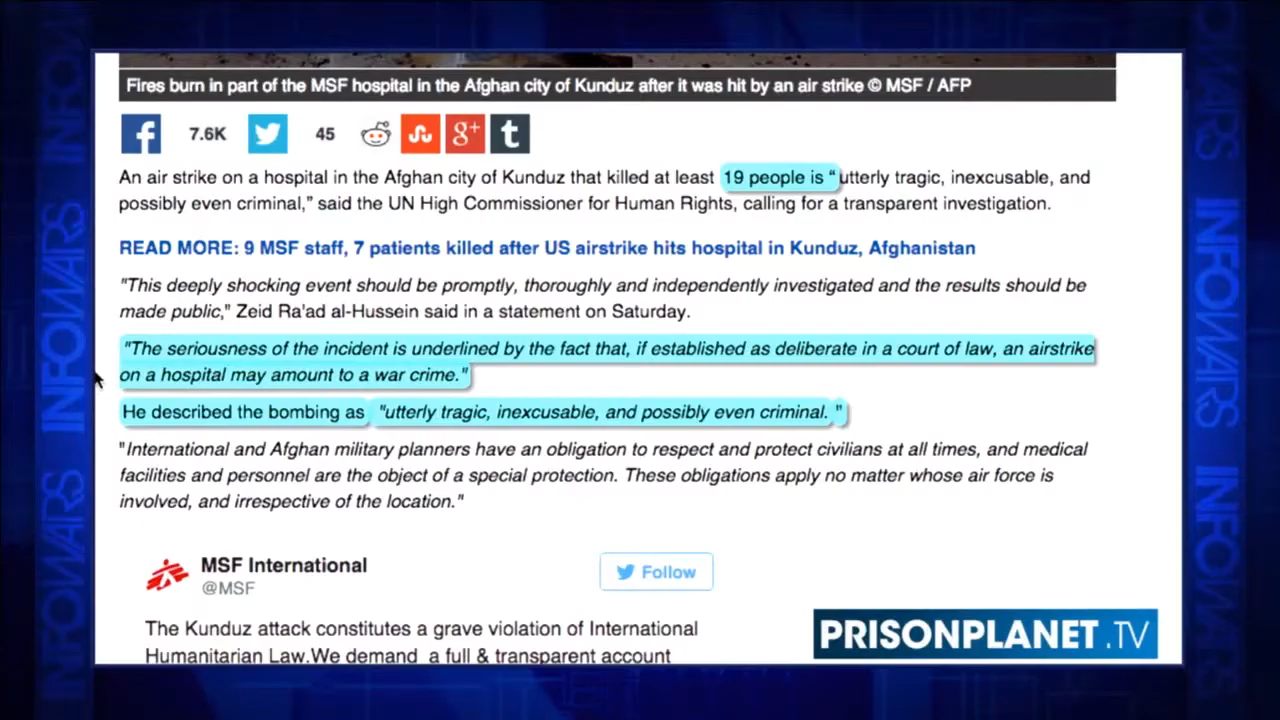 Fires burn in part of the MSF hospital in the Afghan city of Kunduz after it was hit by an air strike © MSF / AFP
f 7.6K 45 g+ t
An air strike on a hospital in the Afghan city of Kunduz that killed at least 19 people is “utterly tragic, inexcusable, and
possibly even criminal,” said the UN High Commissioner for Human Rights, calling for a transparent investigation.
READ MORE: 9 MSF staff, 7 patients killed after US airstrike hits hospital in Kunduz, Afghanistan
"This deeply shocking event should be promptly, thoroughly and independently investigated and the results should be
made public," Zeid Ra'ad al-Hussein said in a statement on Saturday.
"The seriousness of the incident is underlined by the fact that, if established as deliberate in a court of law, an airstrike
on a hospital may amount to a war crime."
He described the bombing as "utterly tragic, inexcusable, and possibly even criminal. "
"International and Afghan military planners have an obligation to respect and protect civilians at all times, and medical
facilities and personnel are the object of a special protection. These obligations apply no matter whose air force is
involved, and irrespective of the location."
MSF International
@MSF
Follow
The Kunduz attack constitutes a grave violation of International
Humanitarian Law.We demand a full & transparent account
PRISONPLANET.TV
INFOWARS
INFOWARS
INFOWARS
INFOWARS